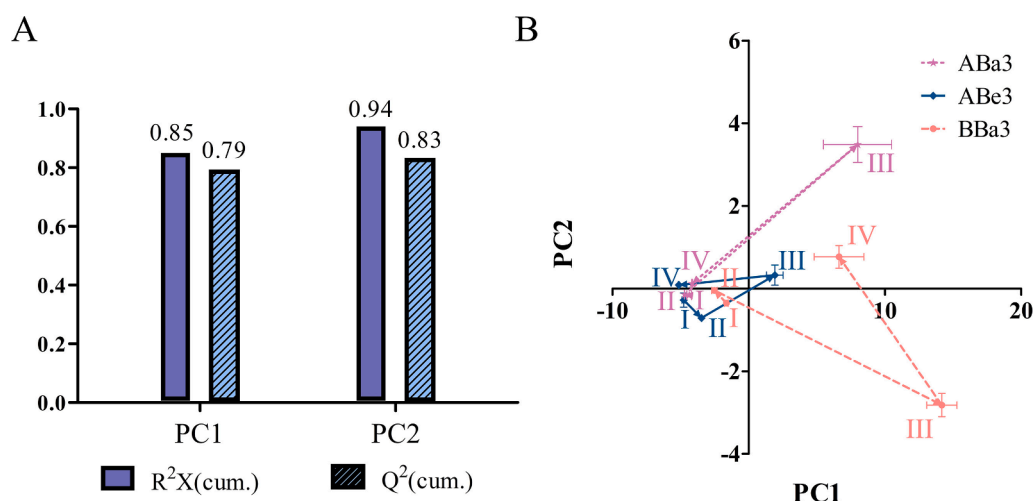 A
1.0
0.8
0.6
0.4
0.2
0.0
0.85
0.79
0.94
0.83
PC1
PC2
R²X(cum.)
Q²(cum.)
B
PC2
6
4
2
-2
-4
-10
10
20
PC1
ABa3
ABe3
BBa3
III
IV
III
IV
IV
II
II
I
I
I
II
III